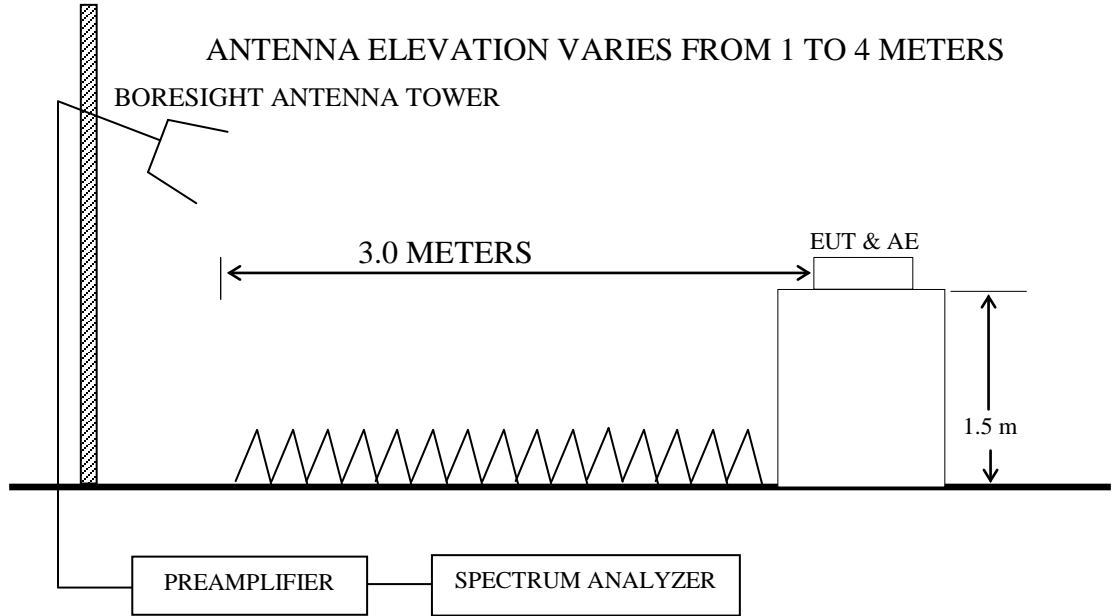 ANTENNA ELEVATION VARIES FROM 1 TO 4 METERS
BORESIGHT ANTENNA TOWER
EUT & AE
3.0 METERS
1.5 m
PREAMPLIFIER
SPECTRUM ANALYZER